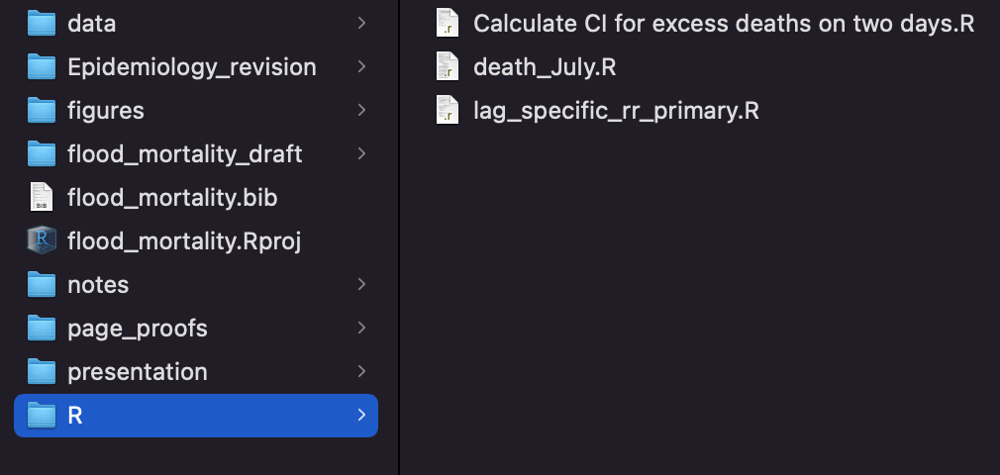 data
Epidemiology_revision
figures
flood_mortality_draft
flood_mortality.bib
flood_mortality.Rproj
notes
page_proofs
presentation
R
Calculate CI for excess deaths on two days.R
death_July.R
lag_specific_rr_primary.R